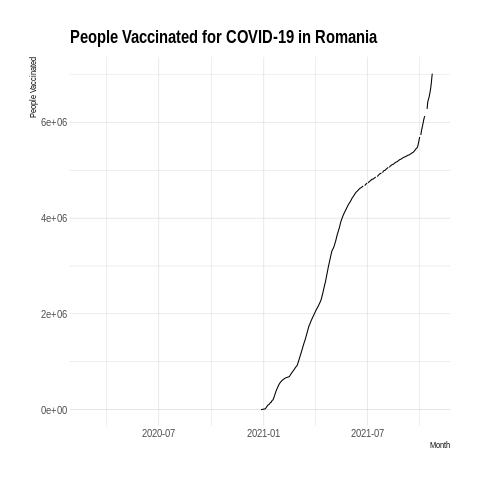 People Vaccinated for COVID-19 in Romania
People Vaccinated
6e+06
4e+06
2e+06
0e+00
2020-07
2021-01
2021-07
Month